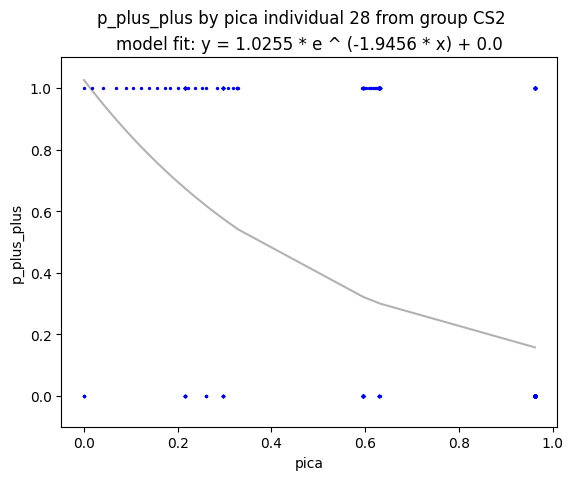 p_plus_plus by pica individual 28 from group CS2
model fit: y = 1.0255 * e ^ (-1.9456 * x) + 0.0
1.0
0.8
0.6
0.4
0.2
0.0
p_plus_plus
0.0 0.2 0.4 0.6 0.8 1.0
pica